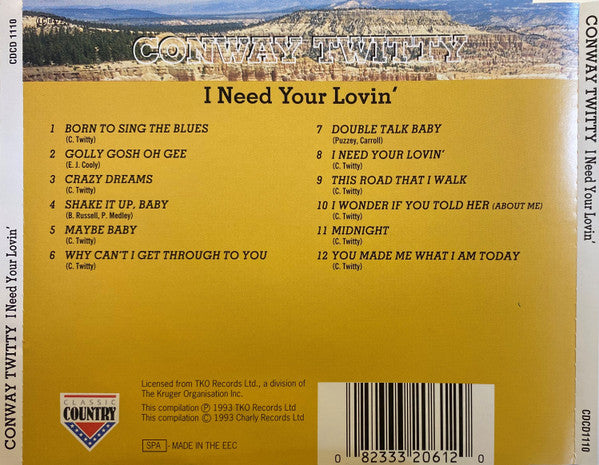 CDCD 1110
CONWAY TWITTY I Need Your Lovin'
CONWAY TWITTY
I Need Your Lovin'
1 BORN TO SING THE BLUES
(C. Twitty)
2 GOLLY GOSH OH GEE
(E. J. Cooly)
3 CRAZY DREAMS
(C. Twitty)
4 SHAKE IT UP, BABY
(B. Russell, P. Medley)
5 MAYBE BABY
(C. Twitty)
6 WHY CAN'T I GET THROUGH TO YOU
(C. Twitty)
7 DOUBLE TALK BABY
(Puzzey, Carroll)
8 I NEED YOUR LOVIN'
(C. Twitty)
9 THIS ROAD THAT I WALK
(C. Twitty)
10 I WONDER IF YOU TOLD HER (ABOUT ME)
(C. Twitty)
11 MIDNIGHT
(C. Twitty)
12 YOU MADE ME WHAT I AM TODAY
(C. Twitty)
CLASSIC
COUNTRY
Licensed from TKO Records Ltd., a division of
The Kruger Organisation Inc.
This compilation Ⓟ 1993 TKO Records Ltd
This compilation © 1993 Charly Records Ltd
SPA - MADE IN THE EEC
0 82333 20612 0
CONWAY TWITTY I Need Your Lovin'
CDCD1110